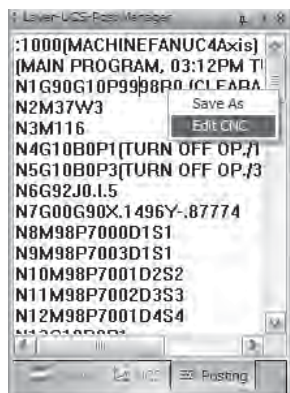 Layer-UCS-Post Manager
:1000(MACHINEFANUC4Axis)
(MAIN PROGRAM, 03:12PM
N1G90G10P9998R0 (CLEARA
Save As
N2M37W3
Edit CNC
N3M116
N4G10B0P1(TURN OFF OP./1
N5G10B0P3(TURN OFF OP./3
N6G92J0.I.5
N7G00G90X.1496Y-.87774
N8M98P7000D1S1
N9M98P7003D1S1
N10M98P7001D2S2
N11M98P7002D3S3
N12M98P7001D4S4
UCS Posting